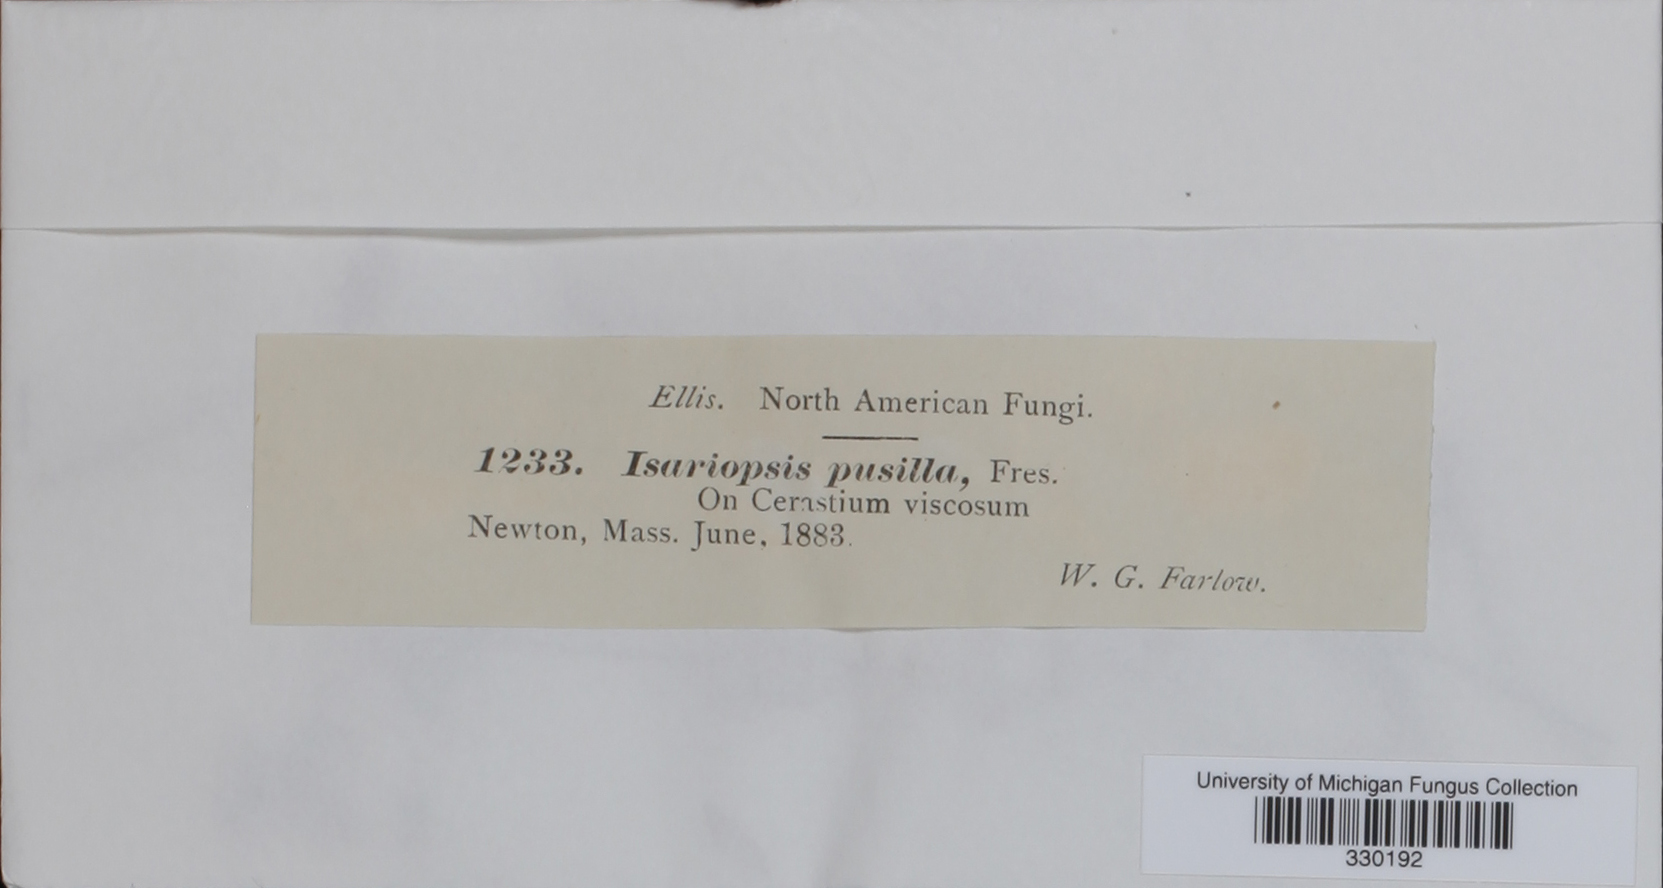 Ellis. North American Fungi.
1233. Isariopsis pusilla, Fres.
On Cerastium viscosum
Newton, Mass. June, 1883.
W. G. Farlow.
University of Michigan Fungus Collection
330192